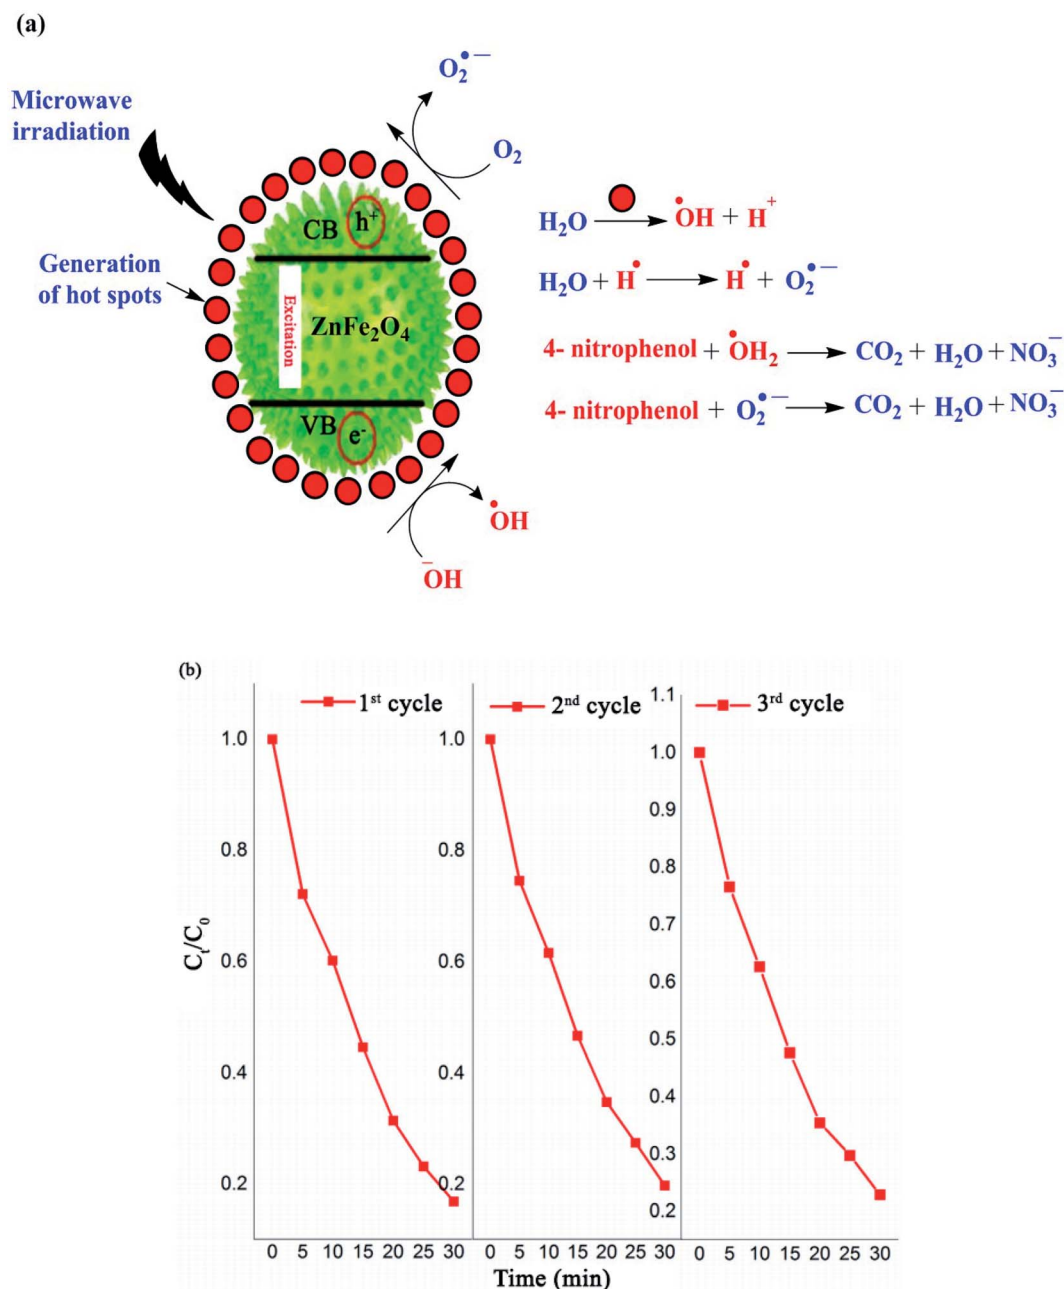 (a)
O₂•−
Microwave
irradiation
O₂
CB h⁺
H₂O → •OH + H⁺
Generation
of hot spots
H₂O + H• → H• + O₂•−
Excitation
ZnFe₂O₄
4- nitrophenol + •OH₂ → CO₂ + H₂O + NO₃⁻
4- nitrophenol + O₂•− → CO₂ + H₂O + NO₃⁻
VB e⁻
•OH
⁻OH
(b)
1st cycle
1.0
0.8
0.6
0.4
0.2
0 5 10 15 20 25 30
2nd cycle
1.0
0.8
0.6
0.4
0.2
0 5 10 15 20 25 30
3rd cycle
1.1
1.0
0.9
0.8
0.7
0.6
0.5
0.4
0.3
0.2
0 5 10 15 20 25 30
Cₜ/C₀
Time (min)